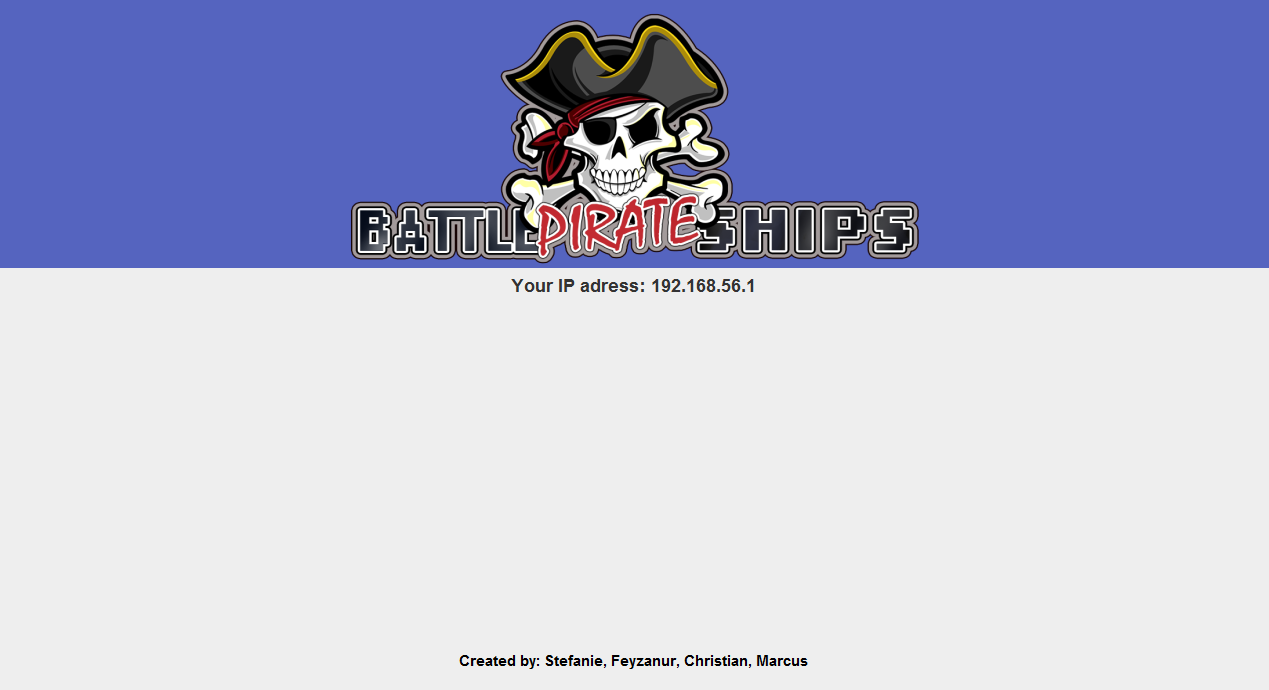 BATTLE PIRATE SHIPS
Your IP adress: 192.168.56.1
Created by: Stefanie, Feyzanur, Christian, Marcus